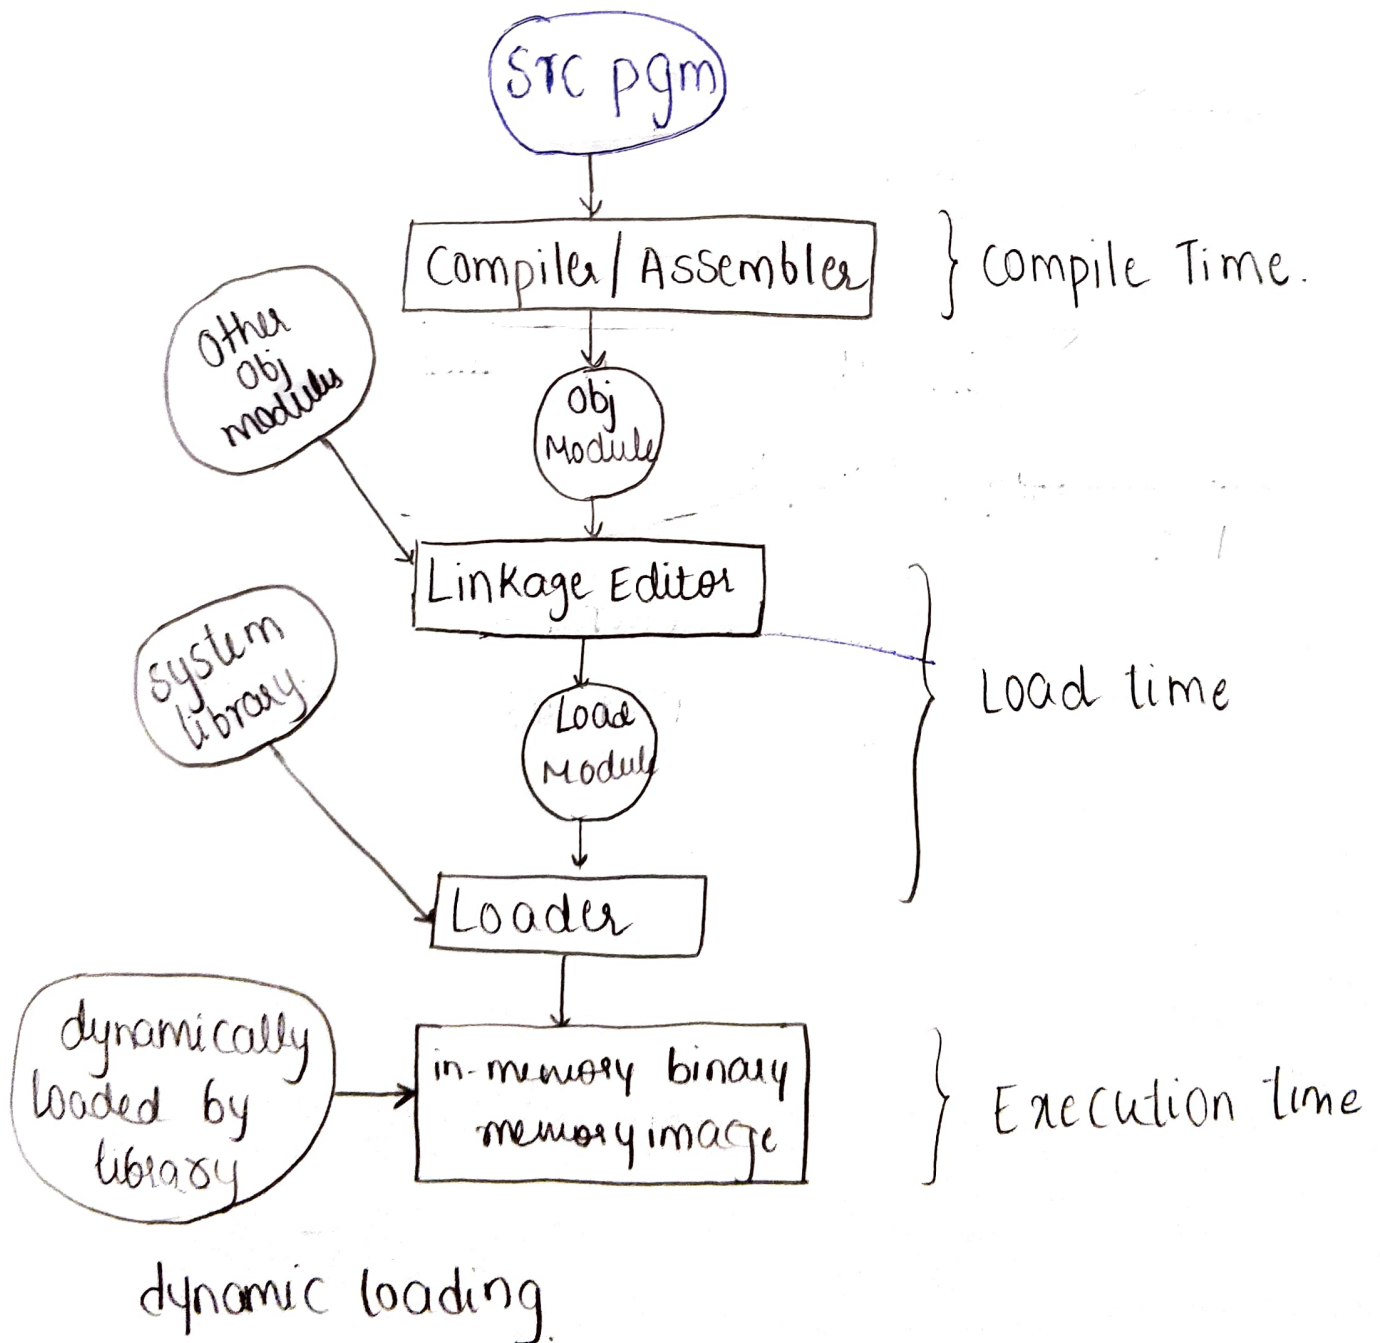 Src pgm
Compiler/Assembler
Compile Time.
Other
Obj
modules
Obj
Module
Linkage Editor
system
library
Load
Module
Load time
Loader
dynamically
loaded by
library
in-memory binary
memory image
Execution time
dynamic loading.